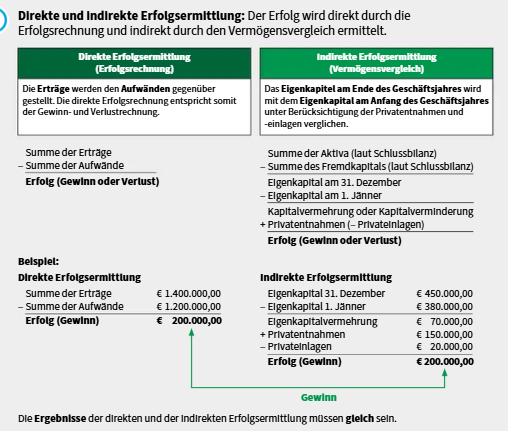 Direkte und Indirekte Erfolgsermittlung: Der Erfolg wird direkt durch die
Erfolgsrechnung und indirekt durch den Vermögensvergleich ermittelt.
Direkte Erfolgsermittlung
(Erfolgsrechnung)
Die Erträge werden den Aufwänden gegenüber
gestellt. Die direkte Erfolgsrechnung entspricht somit
der Gewinn- und Verlustrechnung.
Indirekte Erfolgsermittlung
(Vermögensvergleich)
Das Eigenkapital am Ende des Geschäftsjahres wird
mit dem Eigenkapital am Anfang des Geschäftsjahres
unter Berücksichtigung der Privatentnahmen und
-einlagen verglichen.
Summe der Erträge
– Summe der Aufwände
Erfolg (Gewinn oder Verlust)
Summe der Aktiva (laut Schlussbilanz)
– Summe des Fremdkapitals (laut Schlussbilanz)
Eigenkapital am 31. Dezember
– Eigenkapital am 1. Jänner
Kapitalvermehrung oder Kapitalverminderung
+ Privatentnahmen (– Privateinlagen)
Erfolg (Gewinn oder Verlust)
Beispiel:
Direkte Erfolgsermittlung
Summe der Erträge € 1.400.000,00
– Summe der Aufwände € 1.200.000,00
Erfolg (Gewinn) € 200.000,00
Indirekte Erfolgsermittlung
Eigenkapital 31. Dezember € 450.000,00
– Eigenkapital 1. Jänner € 380.000,00
Eigenkapitalvermehrung € 70.000,00
+ Privatentnahmen € 150.000,00
– Privateinlagen € 20.000,00
Erfolg (Gewinn) € 200.000,00
Gewinn
Die Ergebnisse der direkten und der indirekten Erfolgsermittlung müssen gleich sein.